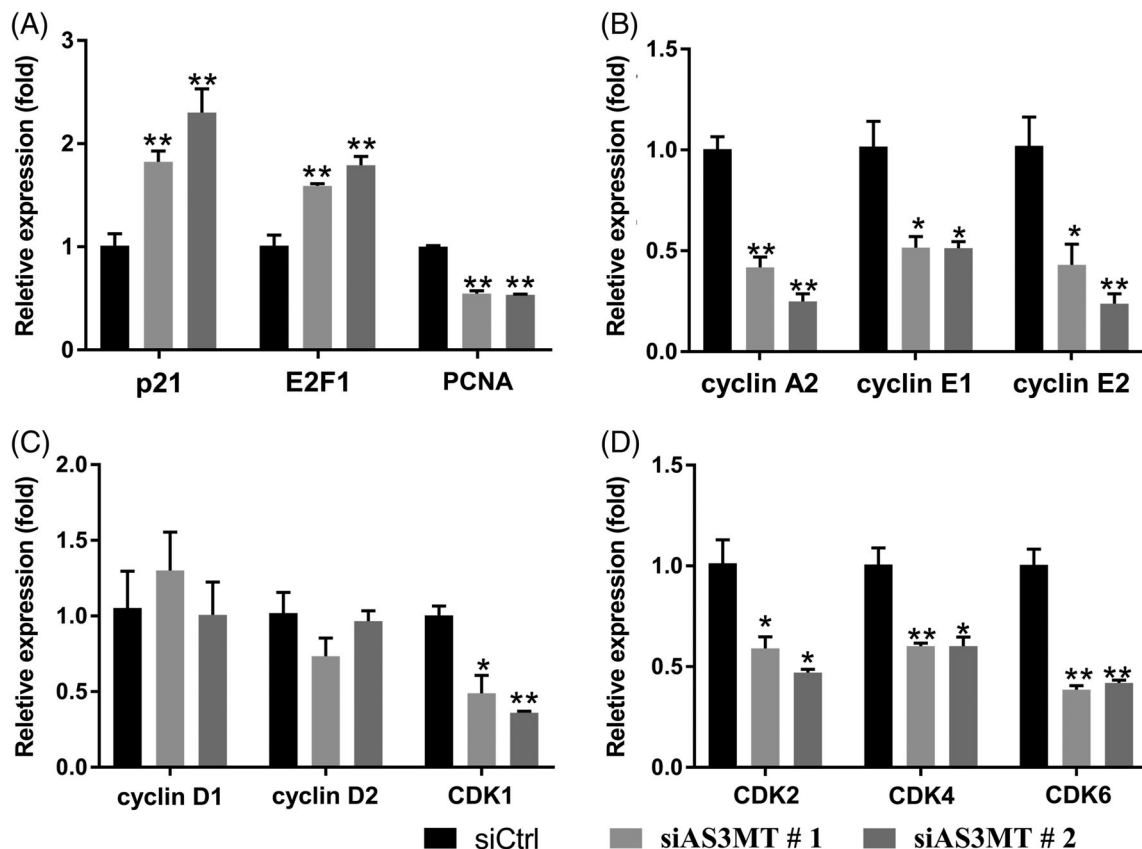 (A)
Reletive expression (fold)
3
2
1
0
** ** ** ** ** **
p21 E2F1 PCNA
(B)
Reletive expression (fold)
1.5
1.0
0.5
0.0
** ** * * * **
cyclin A2 cyclin E1 cyclin E2
(C)
Reletive expression (fold)
2.0
1.5
1.0
0.5
0.0
* **
cyclin D1 cyclin D2 CDK1
(D)
Reletive expression (fold)
1.5
1.0
0.5
0.0
* * ** * ** **
CDK2 CDK4 CDK6
siCtrl siAS3MT # 1 siAS3MT # 2